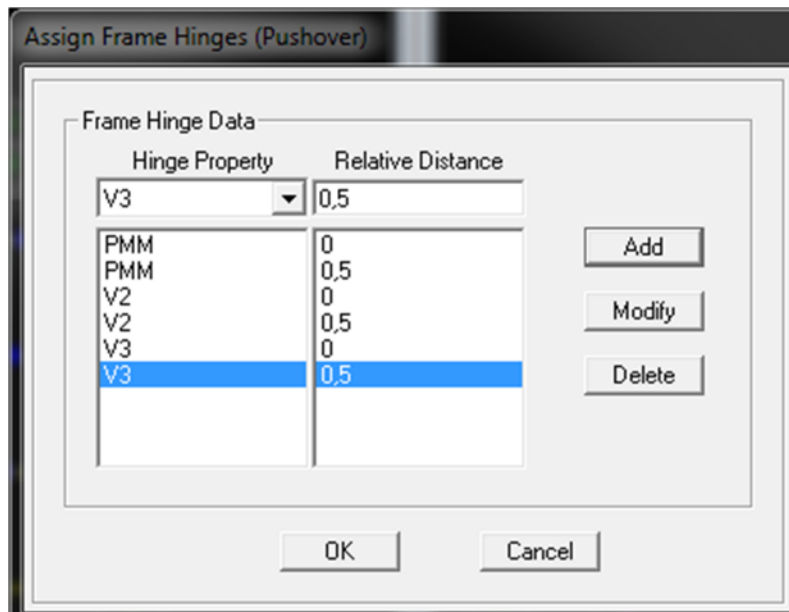 Assign Frame Hinges (Pushover)
Frame Hinge Data
Hinge Property Relative Distance
V3 0,5
PMM 0
PMM 0,5
V2 0
V2 0,5
V3 0
V3 0,5
Add
Modify
Delete
OK Cancel